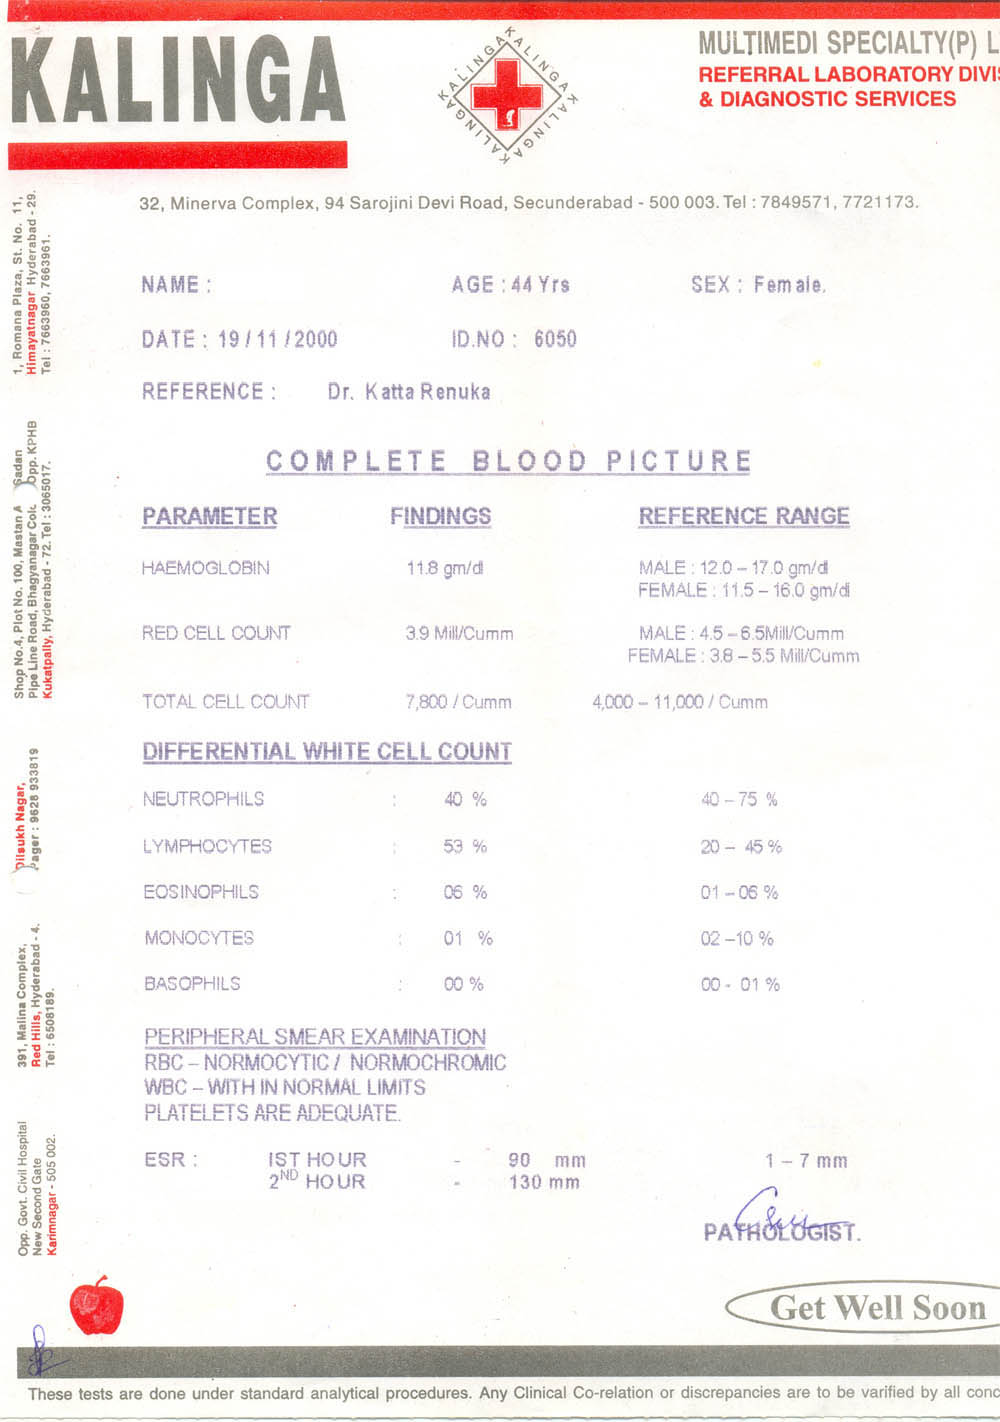 KALINGA
KALINGA KALINGA KALINGA KALINGA
MULTIMEDI SPECIALTY(P)
REFERRAL LABORATORY
& DIAGNOSTIC SERVICES
32, Minerva Complex, 94 Sarojini Devi Road, Secunderabad - 500 003. Tel : 7849571, 7721173.
1, Romana Plaza, St. No. 11,
Himayatnagar Hyderabad - 29.
Tel : 7663960, 7663961.
Shop No.4, Plot No. 100, Mastan
Pipe Line Road, Bhagyanagar Opp. KPHB
Kukatpally, Hyderabad - 72. Tel : 3065017.
Dilsukh Nagar,
Pager : 9628 933819
391, Malina Complex,
Red Hills, Hyderabad - 4.
Tel : 6508189.
Opp. Govt. Civil Hospital
New Second Gate
Karimnagar - 505 002.
NAME : AGE : 44 Yrs SEX : Female.
DATE : 19 / 11 / 2000 ID.NO : 6050
REFERENCE : Dr. Katta Renuka
COMPLETE BLOOD PICTURE
PARAMETER FINDINGS REFERENCE RANGE
HAEMOGLOBIN 11.8 gm/dl MALE : 12.0 – 17.0 gm/dl
FEMALE : 11.5 – 16.0 gm/dl
RED CELL COUNT 3.9 Mill/Cumm MALE : 4.5 – 6.5Mill/Cumm
FEMALE : 3.8 – 5.5 Mill/Cumm
TOTAL CELL COUNT 7,800 / Cumm 4,000 – 11,000 / Cumm
DIFFERENTIAL WHITE CELL COUNT
NEUTROPHILS : 40 % 40 – 75 %
LYMPHOCYTES : 53 % 20 – 45 %
EOSINOPHILS : 06 % 01 – 06 %
MONOCYTES : 01 % 02 –10 %
BASOPHILS : 00 % 00 - 01 %
PERIPHERAL SMEAR EXAMINATION
RBC – NORMOCYTIC / NORMOCHROMIC
WBC – WITH IN NORMAL LIMITS
PLATELETS ARE ADEQUATE.
ESR : IST HOUR - 90 mm 1 – 7 mm
2ND HOUR - 130 mm
PATHOLOGIST.
Get Well Soon
These tests are done under standard analytical procedures. Any Clinical Co-relation or discrepancies are to be varified by all